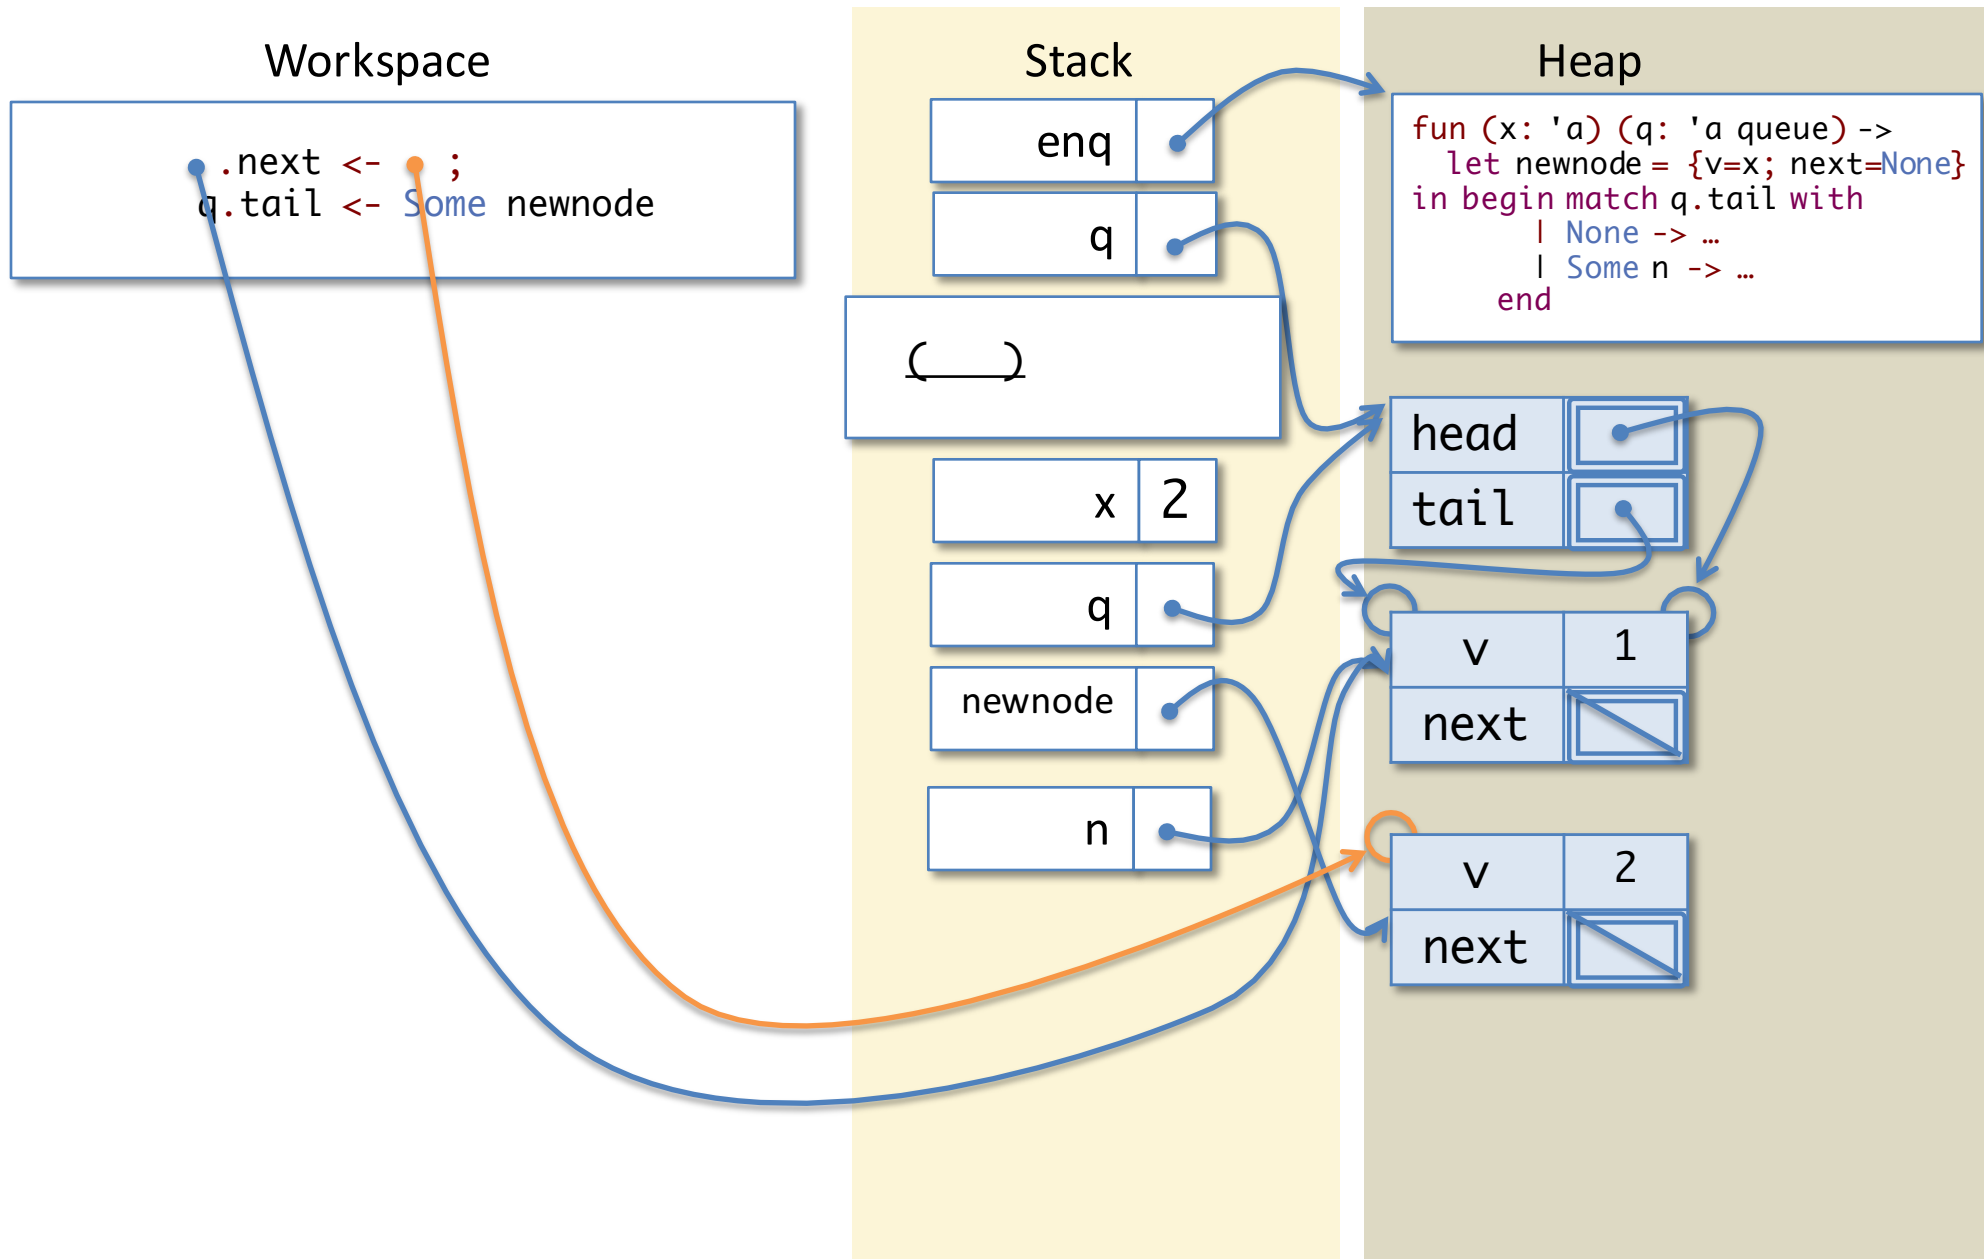 Workspace
.next <- ;
q.tail <- Some newnode
Stack
enq
q
(   )
x 2
q
newnode
n
Heap
fun (x: 'a) (q: 'a queue) ->
let newnode = {v=x; next=None}
in begin match q.tail with
| None -> …
| Some n -> …
end
head
tail
v 1
next
v 2
next